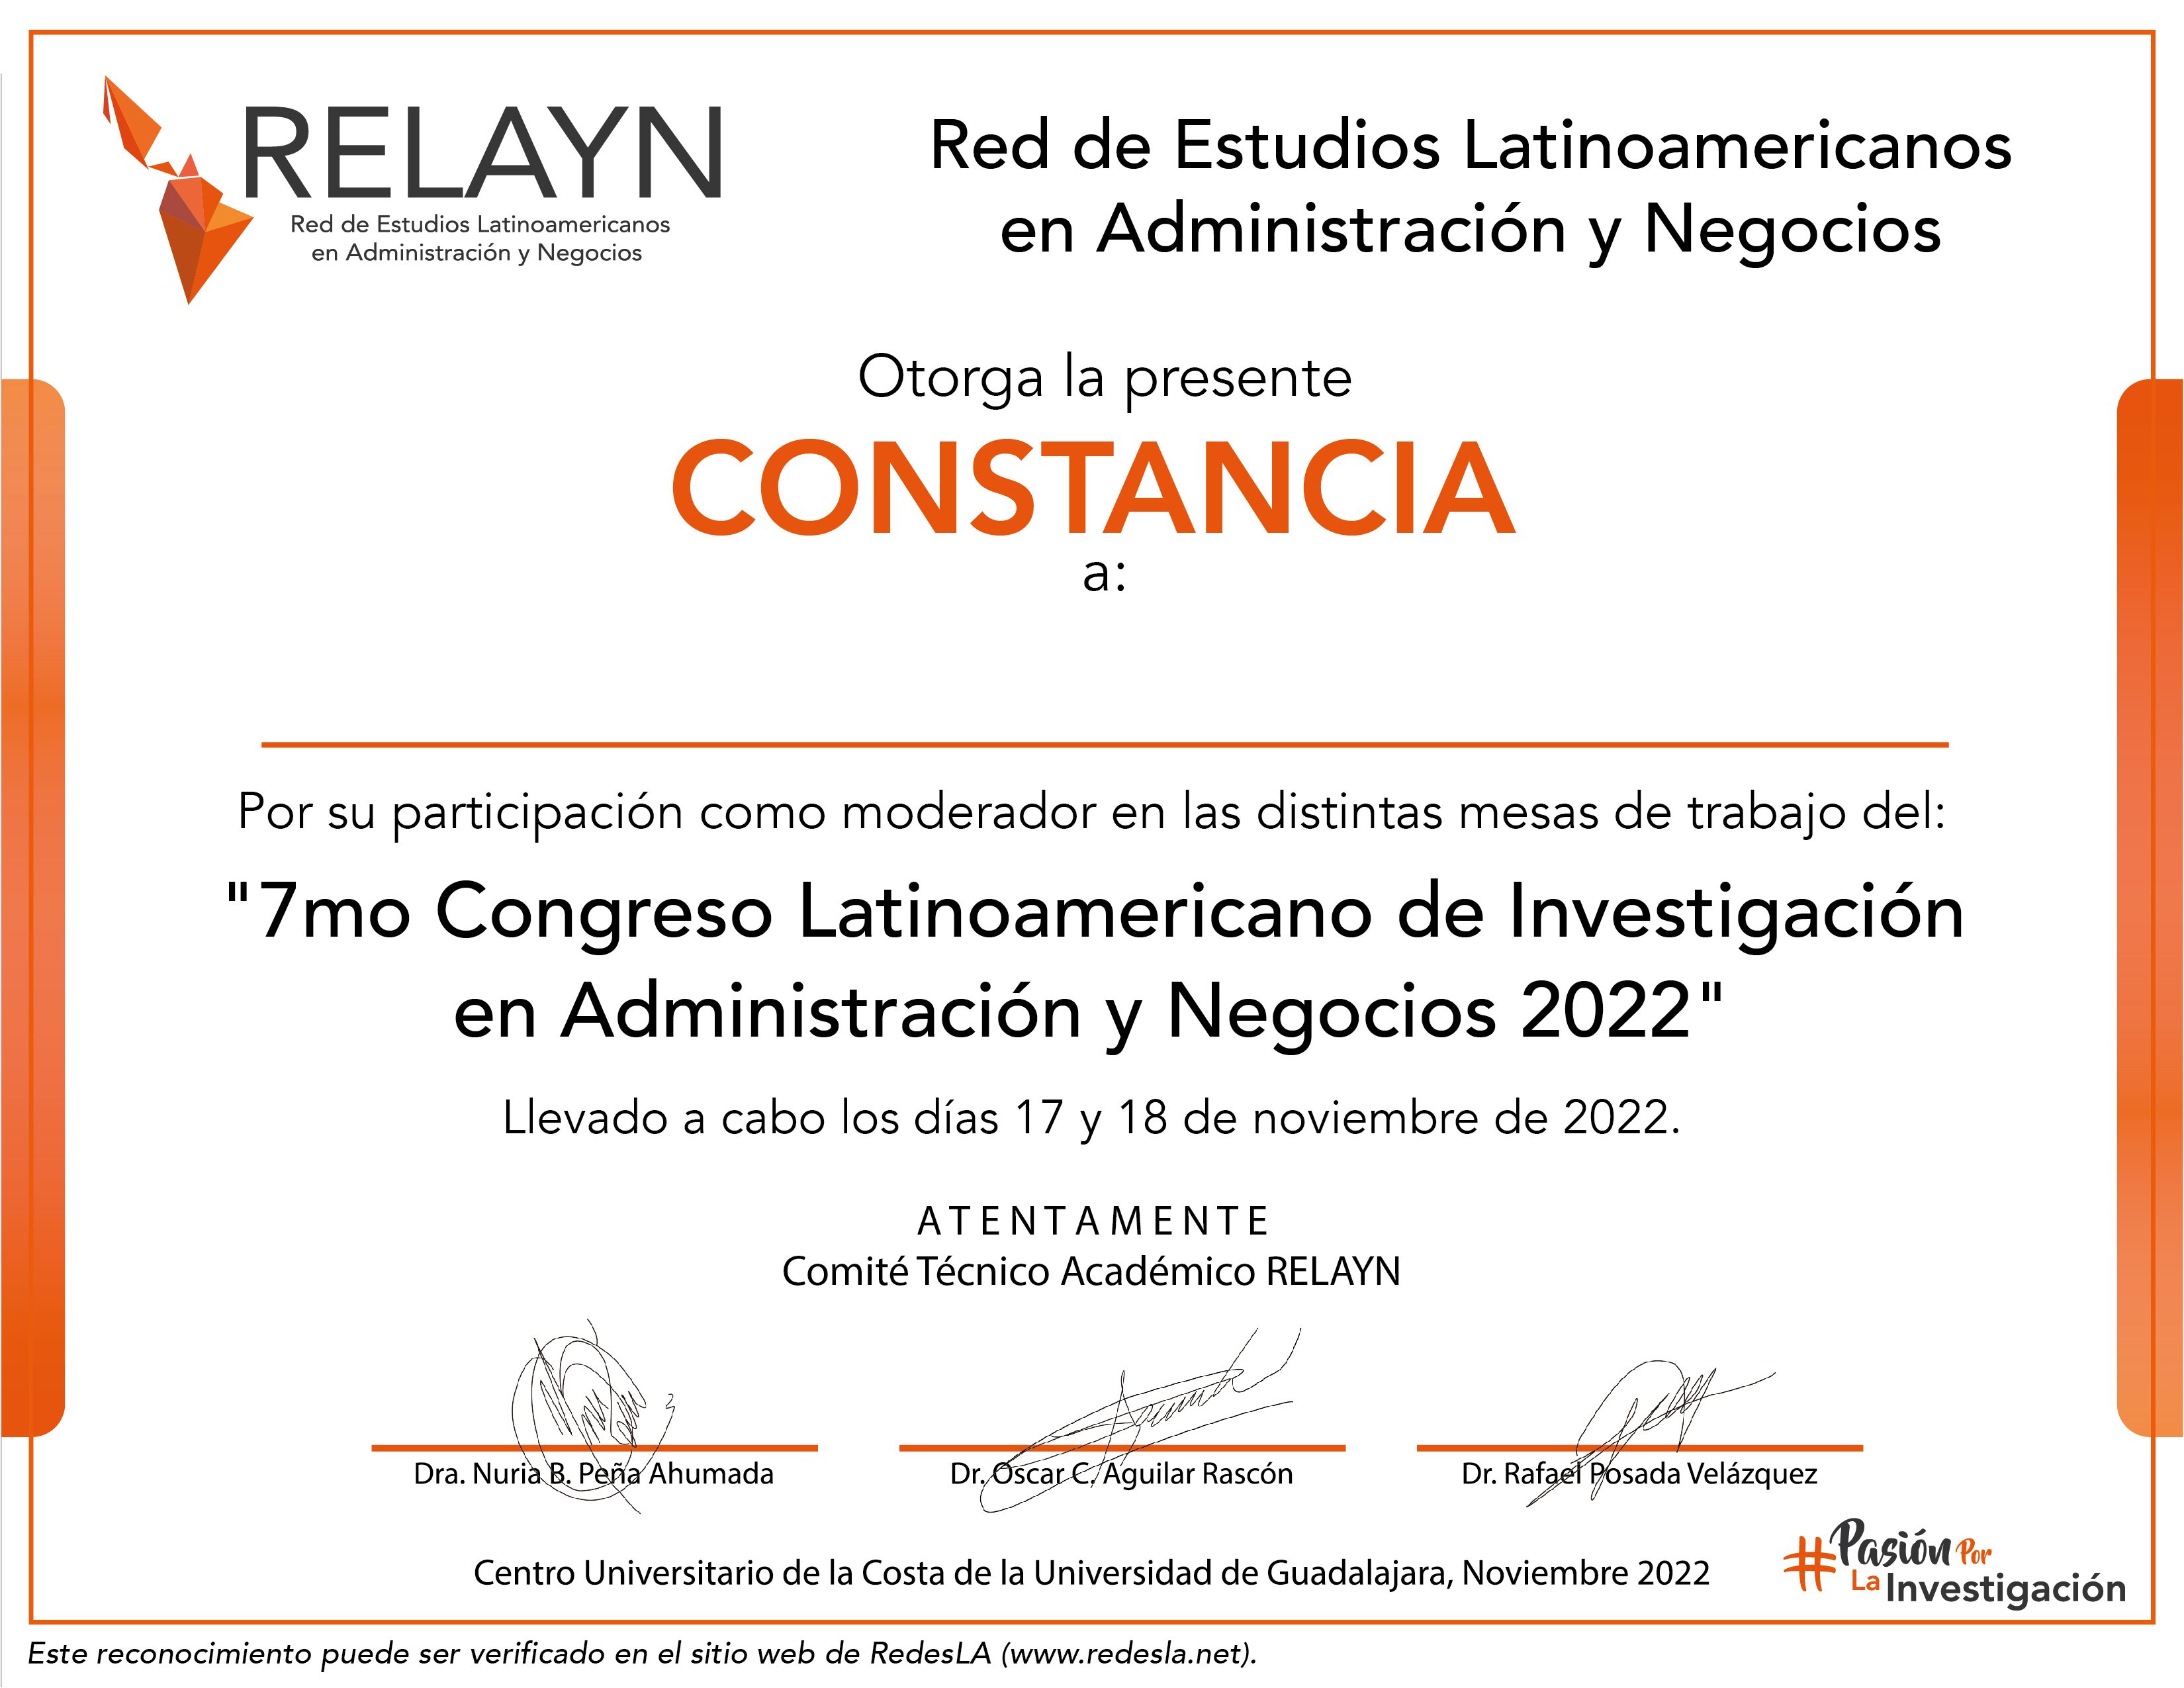 RELAYN
Red de Estudios Latinoamericanos
en Administración y Negocios
Red de Estudios Latinoamericanos
en Administración y Negocios
Otorga la presente
CONSTANCIA
a:
Por su participación como moderador en las distintas mesas de trabajo del:
"7mo Congreso Latinoamericano de Investigación
en Administración y Negocios 2022"
Llevado a cabo los días 17 y 18 de noviembre de 2022.
ATENTAMENTE
Comité Técnico Académico RELAYN
Dra. Nuria B. Peña Ahumada
Dr. Oscar C. Aguilar Rascón
Dr. Rafael Posada Velázquez
Centro Universitario de la Costa de la Universidad de Guadalajara, Noviembre 2022
#Pasión Por
La Investigación
Este reconocimiento puede ser verificado en el sitio web de RedesLA (www.redesla.net).